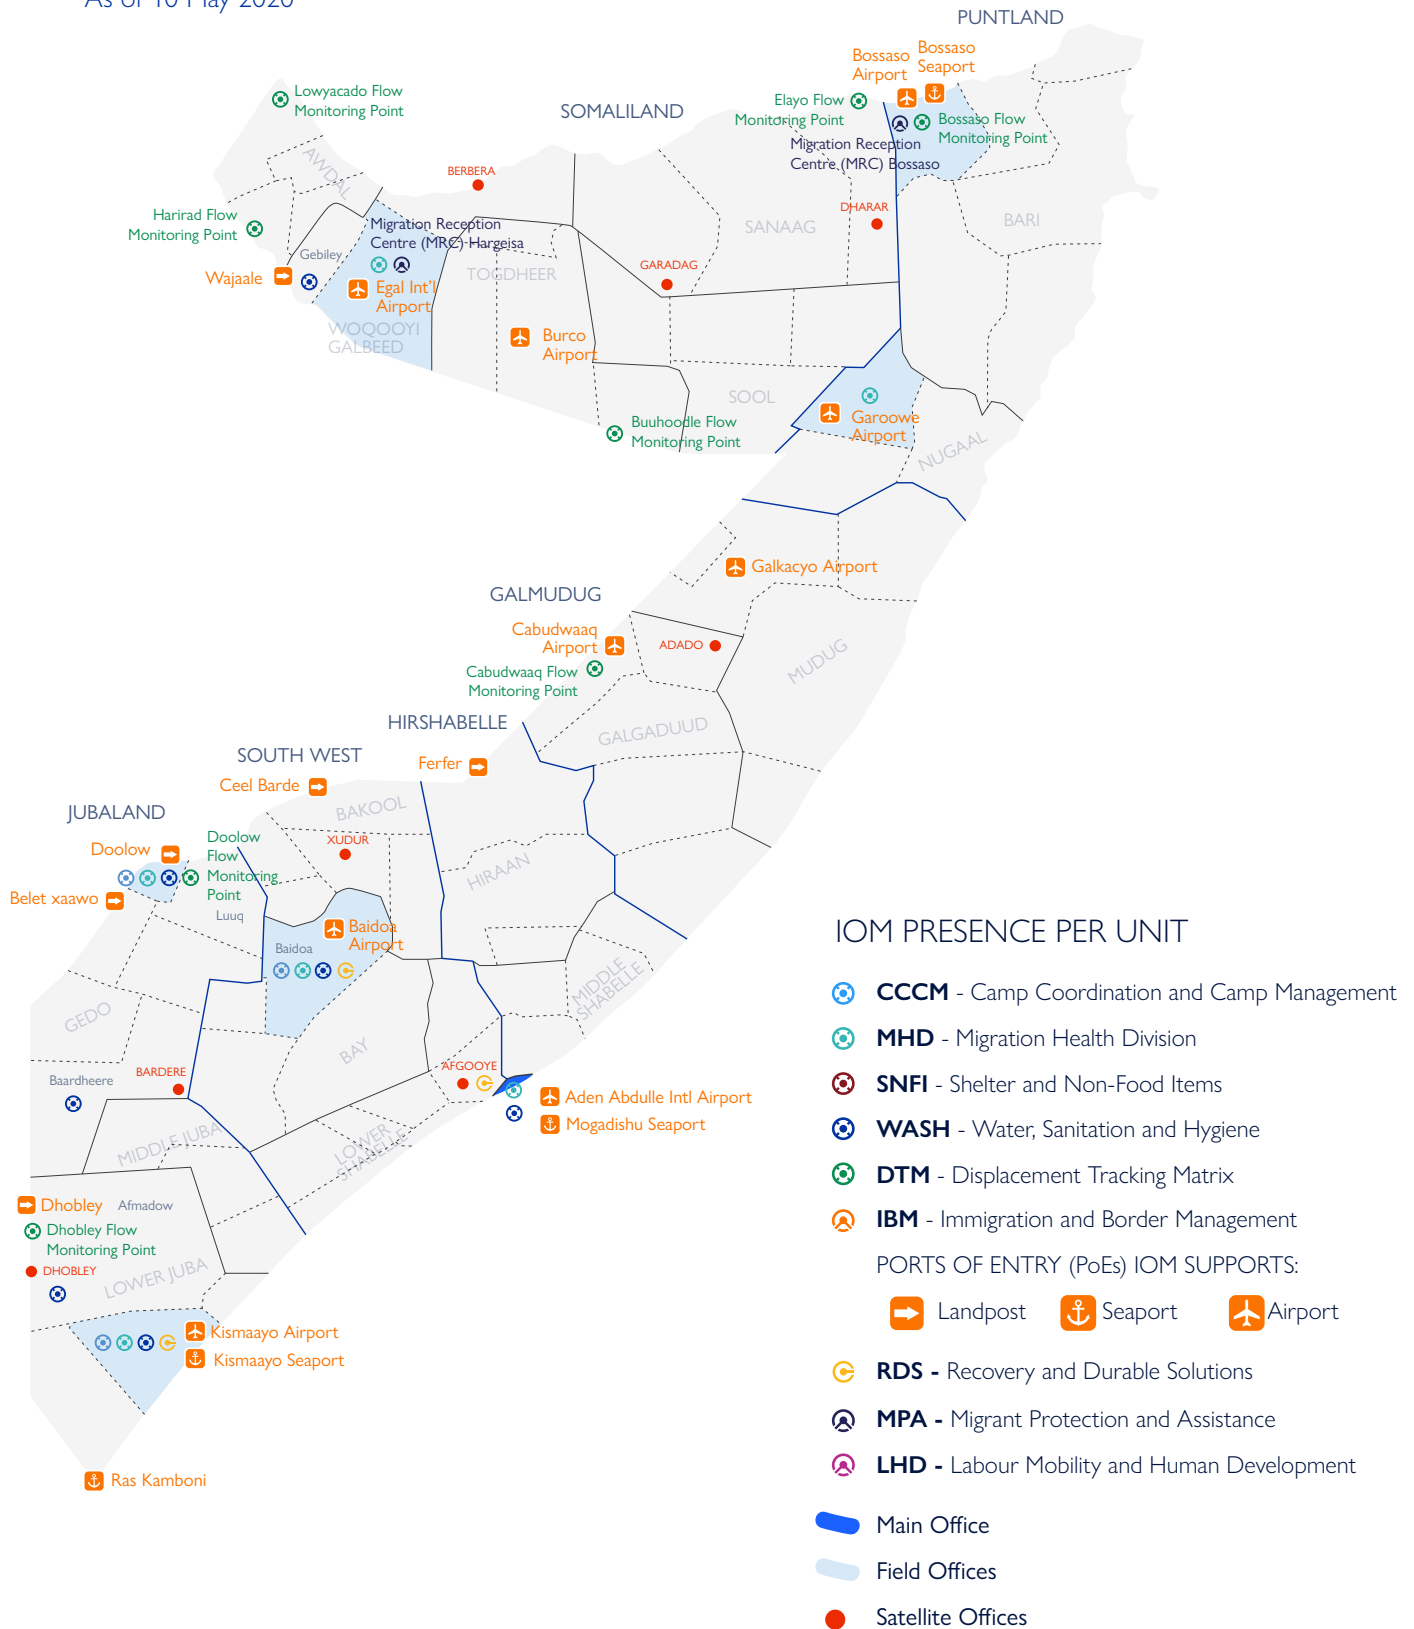 As of 10 May 2020
PUNTLAND
Bossaso
Airport
Bossaso
Seaport
Lowyacado Flow
Monitoring Point
SOMALILAND
Elayo Flow
Monitoring Point
Bossaso Flow
Monitoring Point
Migration Reception
Centre (MRC) Bossaso
AWDAL
BERBERA
Harirad Flow
Monitoring Point
Migration Reception
Centre (MRC) Hargeisa
DHARAR
SANAAG
BARI
Gebiley
Wajaale
TOGDHEER
GARADAG
Egal Int'l
Airport
WOQOOYI
GALBEED
Burco
Airport
SOOL
Garoowe
Airport
Buuhoodle Flow
Monitoring Point
NUGAAL
Galkacyo Airport
GALMUDUG
Cabudwaaq
Airport
ADADO
Cabudwaaq Flow
Monitoring Point
MUDUG
HIRSHABELLE
GALGADUUD
SOUTH WEST
Ferfer
Ceel Barde
BAKOOL
JUBALAND
Doolow
Doolow
Flow
Monitoring
Point
XUDUR
HIRAAN
Belet xaawo
Luuq
Baidoa
Airport
Baidoa
MIDDLE
SHABELLE
GEDO
BAY
Baardheere
BARDERE
AFGOOYE
Aden Abdulle Intl Airport
Mogadishu Seaport
MIDDLE JUBA
LOWER
SHABELLE
Dhobley
Afmadow
Dhobley Flow
Monitoring Point
DHOBLEY
LOWER JUBA
Kismaayo Airport
Kismaayo Seaport
Ras Kamboni
IOM PRESENCE PER UNIT
CCCM - Camp Coordination and Camp Management
MHD - Migration Health Division
SNFI - Shelter and Non-Food Items
WASH - Water, Sanitation and Hygiene
DTM - Displacement Tracking Matrix
IBM - Immigration and Border Management
PORTS OF ENTRY (PoEs) IOM SUPPORTS:
Landpost Seaport Airport
RDS - Recovery and Durable Solutions
MPA - Migrant Protection and Assistance
LHD - Labour Mobility and Human Development
Main Office
Field Offices
Satellite Offices